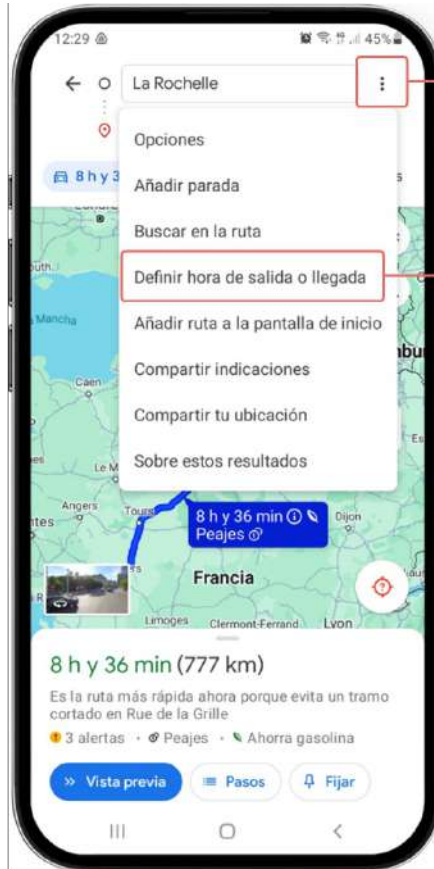 12:29
45%
La Rochelle
Opciones
Añadir parada
8 h y 3
s
Buscar en la ruta
Definir hora de salida o llegada
Mancha
Añadir ruta a la pantalla de inicio
Compartir indicaciones
Caen
Compartir tu ubicación
Le M
Sobre estos resultados
Angers
Tours
8 h y 36 min
Peajes
Dijon
Francia
Limoges
Clermont-Ferrand
Lyon
8 h y 36 min (777 km)
Es la ruta más rápida ahora porque evita un tramo
cortado en Rue de la Grille
3 alertas • Peajes • Ahorra gasolina
Vista previa
Pasos
Fijar